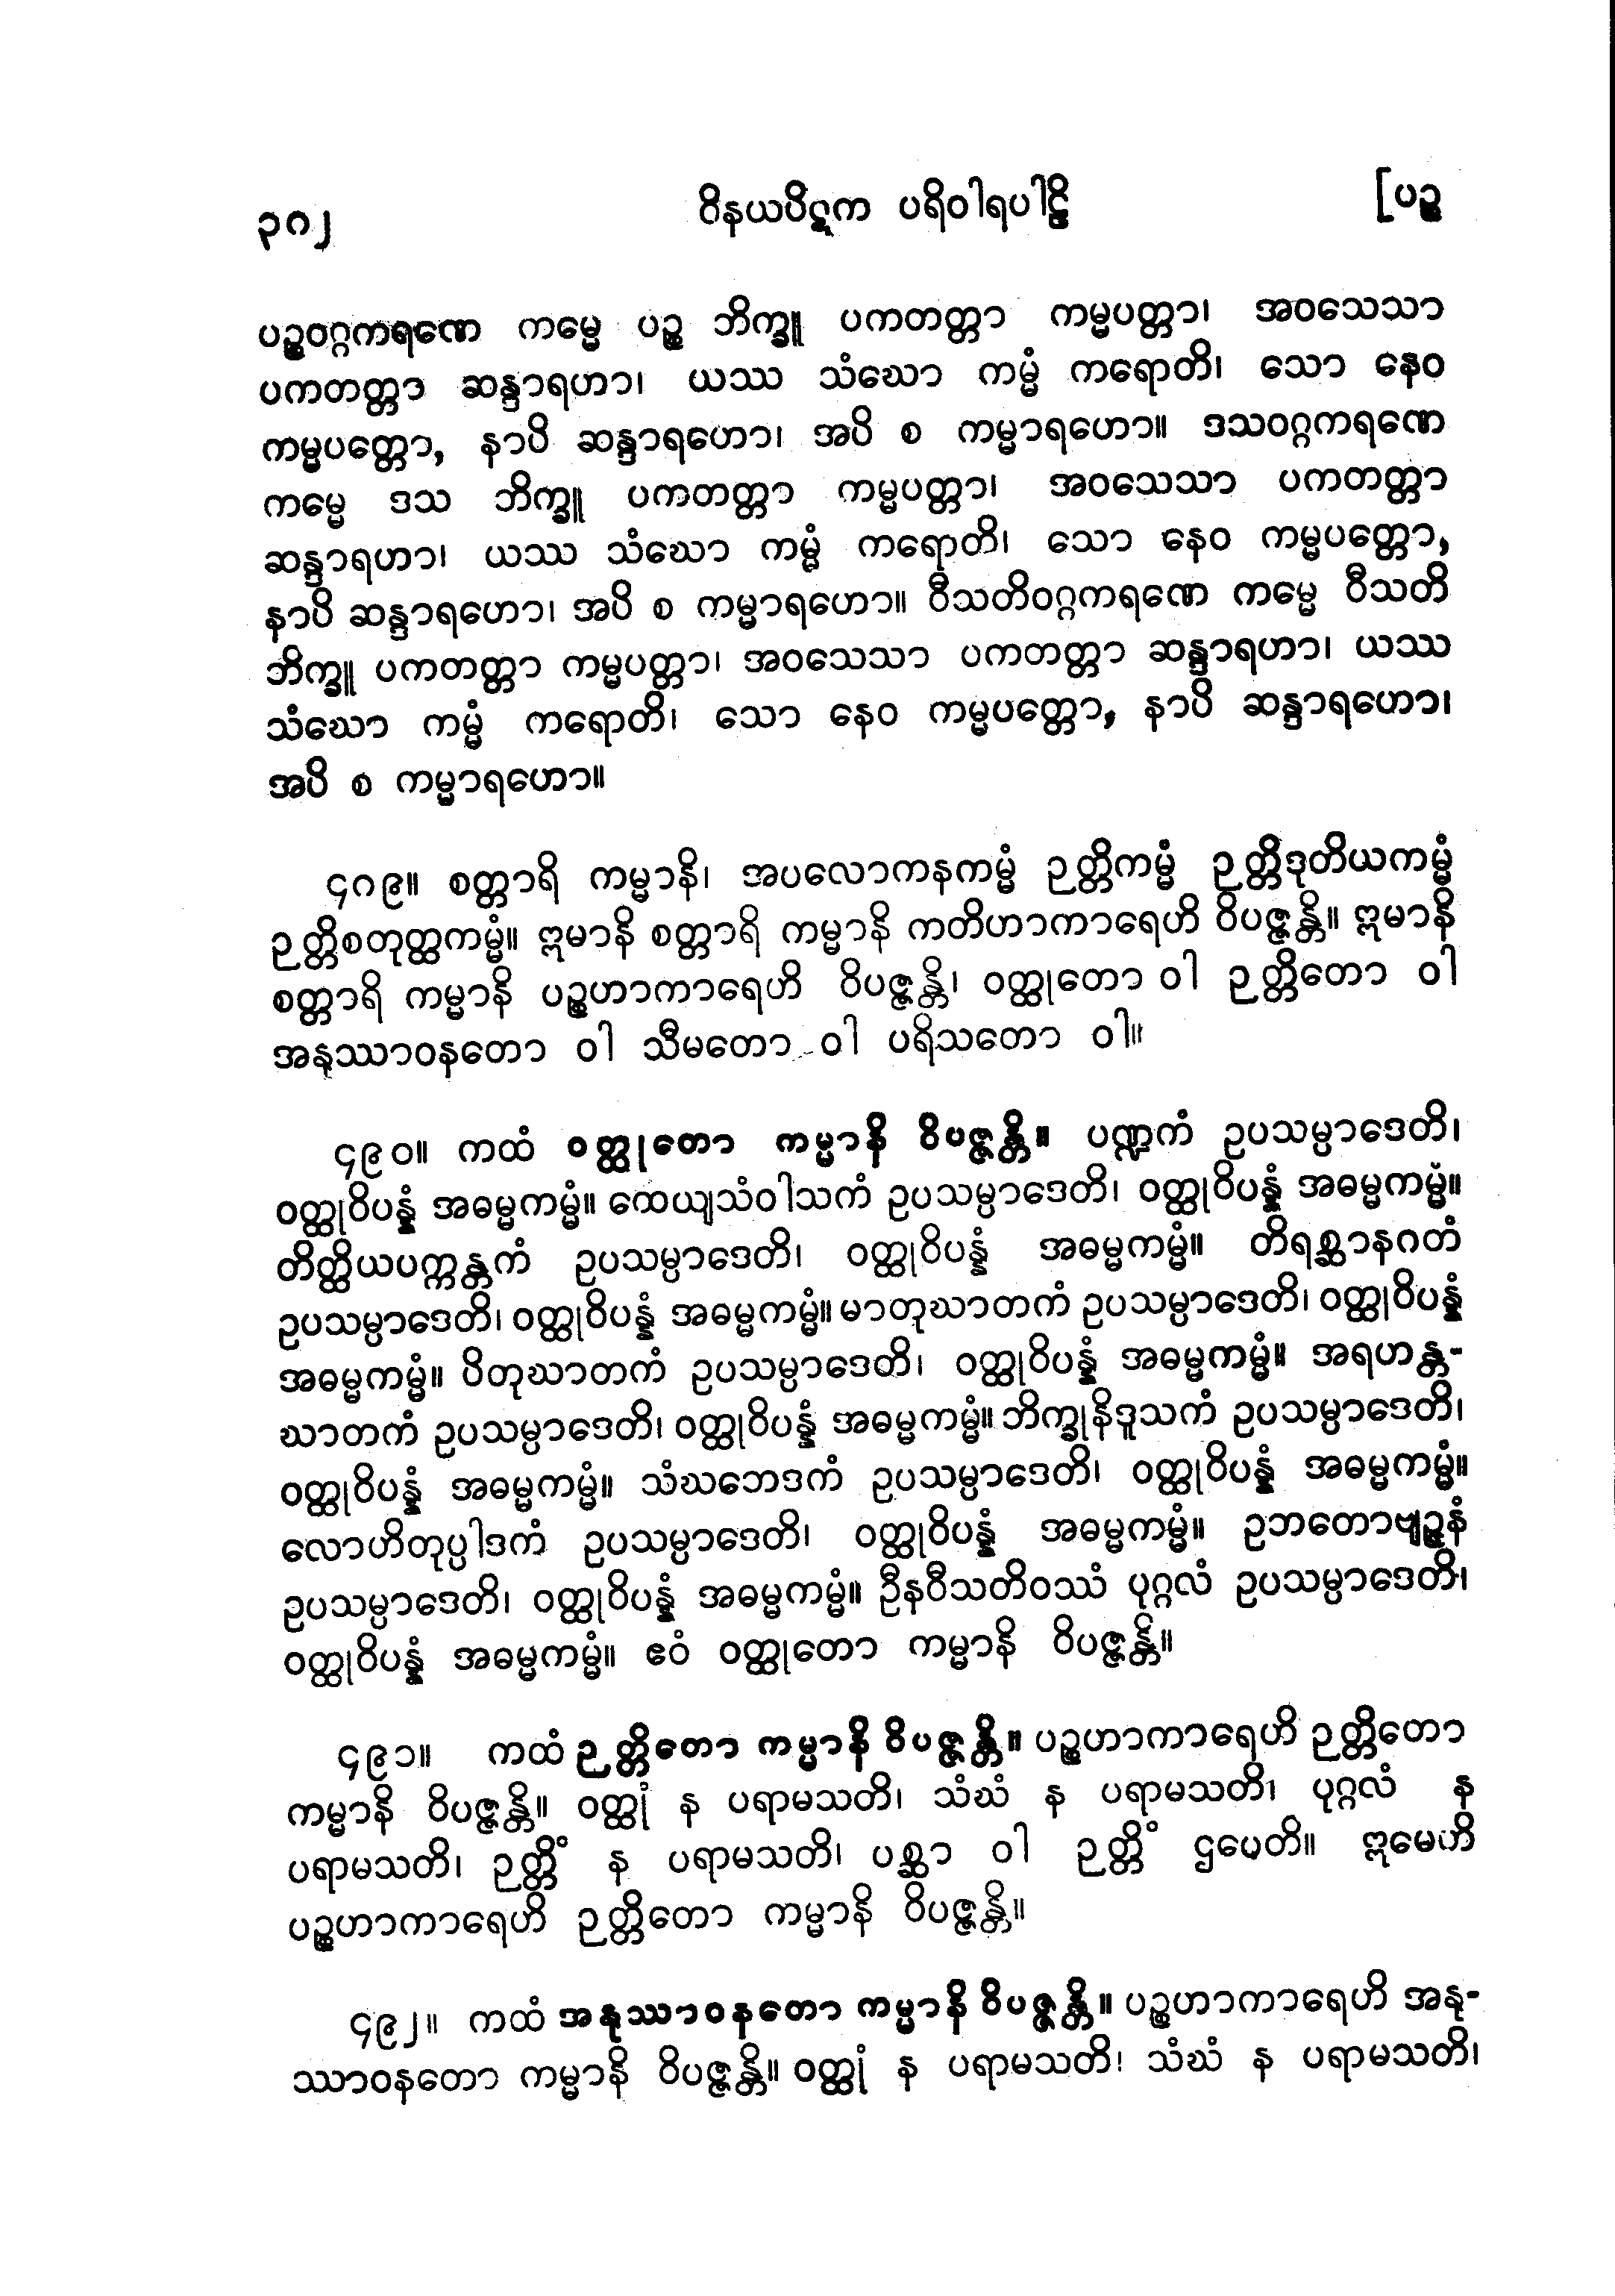 ၃၈၂ ဝိနယပိဋက ပရိဝါရပါဠိ [ပဉ္စ
ပဉ္စဝဂ္ဂကရဏေ ကမ္မေ ပဉ္စ ဘိက္ခူ ပကတတ္တာ ကမ္မပတ္တာ၊ အဝသေသာ
ပကတတ္တာ ဆန္ဒာရဟာ၊ ယဿ သံဃော ကမ္မံ ကရောတိ၊ သော နေဝ
ကမ္မပတ္တော, နာပိ ဆန္ဒာရဟော၊ အပိ စ ကမ္မာရဟော။ ဒသဝဂ္ဂကရဏေ
ကမ္မေ ဒသ ဘိက္ခူ ပကတတ္တာ ကမ္မပတ္တာ၊ အဝသေသာ ပကတတ္တာ
ဆန္ဒာရဟာ၊ ယဿ သံဃော ကမ္မံ ကရောတိ၊ သော နေဝ ကမ္မပတ္တော,
နာပိ ဆန္ဒာရဟော၊ အပိ စ ကမ္မာရဟော။ ဝီသတိဝဂ္ဂကရဏေ ကမ္မေ ဝီသတိ
ဘိက္ခူ ပကတတ္တာ ကမ္မပတ္တာ၊ အဝသေသာ ပကတတ္တာ ဆန္ဒာရဟာ၊ ယဿ
သံဃော ကမ္မံ ကရောတိ၊ သော နေဝ ကမ္မပတ္တော, နာပိ ဆန္ဒာရဟော၊
အပိ စ ကမ္မာရဟော။
၄၈၉။ စတ္တာရိ ကမ္မာနိ၊ အပလောကနကမ္မံ ဉတ္တိကမ္မံ ဉတ္တိဒုတိယကမ္မံ
ဉတ္တိစတုတ္ထကမ္မံ။ ဣမာနိ စတ္တာရိ ကမ္မာနိ ကတိဟာကာရေဟိ ဝိပဇ္ဇန္တိ။ ဣမာနိ
စတ္တာရိ ကမ္မာနိ ပဉ္စဟာကာရေဟိ ဝိပဇ္ဇန္တိ၊ ဝတ္ထုတော ဝါ ဉတ္တိတော ဝါ
အနုဿာဝနတော ဝါ သီမတော ဝါ ပရိသတော ဝါ။
၄၉၀။ ကထံ ဝတ္ထုတော ကမ္မာနိ ဝိပဇ္ဇန္တိ။ ပဏ္ဍကံ ဥပသမ္ပာဒေတိ၊
ဝတ္ထုဝိပန္နံ အဓမ္မကမ္မံ။ ထေယျသံဝါသကံ ဥပသမ္ပာဒေတိ၊ ဝတ္ထုဝိပန္နံ အဓမ္မကမ္မံ။
တိတ္ထိယပက္ကန္တကံ ဥပသမ္ပာဒေတိ၊ ဝတ္ထုဝိပန္နံ အဓမ္မကမ္မံ။ တိရစ္ဆာနဂတံ
ဥပသမ္ပာဒေတိ၊ ဝတ္ထုဝိပန္နံ အဓမ္မကမ္မံ။ မာတုဃာတကံ ဥပသမ္ပာဒေတိ၊ ဝတ္ထုဝိပန္နံ
အဓမ္မကမ္မံ။ ပိတုဃာတကံ ဥပသမ္ပာဒေတိ၊ ဝတ္ထုဝိပန္နံ အဓမ္မကမ္မံ။ အရဟန္တ-
ဃာတကံ ဥပသမ္ပာဒေတိ၊ ဝတ္ထုဝိပန္နံ အဓမ္မကမ္မံ။ ဘိက္ခုနိဒူသကံ ဥပသမ္ပာဒေတိ၊
ဝတ္ထုဝိပန္နံ အဓမ္မကမ္မံ။ သံဃဘေဒကံ ဥပသမ္ပာဒေတိ၊ ဝတ္ထုဝိပန္နံ အဓမ္မကမ္မံ။
လောဟိတုပ္ပါဒကံ ဥပသမ္ပာဒေတိ၊ ဝတ္ထုဝိပန္နံ အဓမ္မကမ္မံ။ ဥဘတောဗျဉ္ဇနံ
ဥပသမ္ပာဒေတိ၊ ဝတ္ထုဝိပန္နံ အဓမ္မကမ္မံ။ ဦနဝီသတိဝဿံ ပုဂ္ဂလံ ဥပသမ္ပာဒေတိ၊
ဝတ္ထုဝိပန္နံ အဓမ္မကမ္မံ။ ဧဝံ ဝတ္ထုတော ကမ္မာနိ ဝိပဇ္ဇန္တိ။
၄၉၁။ ကထံ ဉတ္တိတော ကမ္မာနိ ဝိပဇ္ဇန္တိ။ ပဉ္စဟာကာရေဟိ ဉတ္တိတော
ကမ္မာနိ ဝိပဇ္ဇန္တိ။ ဝတ္ထုံ န ပရာမသတိ၊ သံဃံ န ပရာမသတိ၊ ပုဂ္ဂလံ န
ပရာမသတိ၊ ဉတ္တိံ န ပရာမသတိ၊ ပစ္ဆာ ဝါ ဉတ္တိံ ဌပေတိ။ ဣမေဟိ
ပဉ္စဟာကာရေဟိ ဉတ္တိတော ကမ္မာနိ ဝိပဇ္ဇန္တိ။
၄၉၂။ ကထံ အနုဿာဝနတော ကမ္မာနိ ဝိပဇ္ဇန္တိ။ ပဉ္စဟာကာရေဟိ အနု-
ဿာဝနတော ကမ္မာနိ ဝိပဇ္ဇန္တိ။ ဝတ္ထုံ န ပရာမသတိ၊ သံဃံ န ပရာမသတိ၊